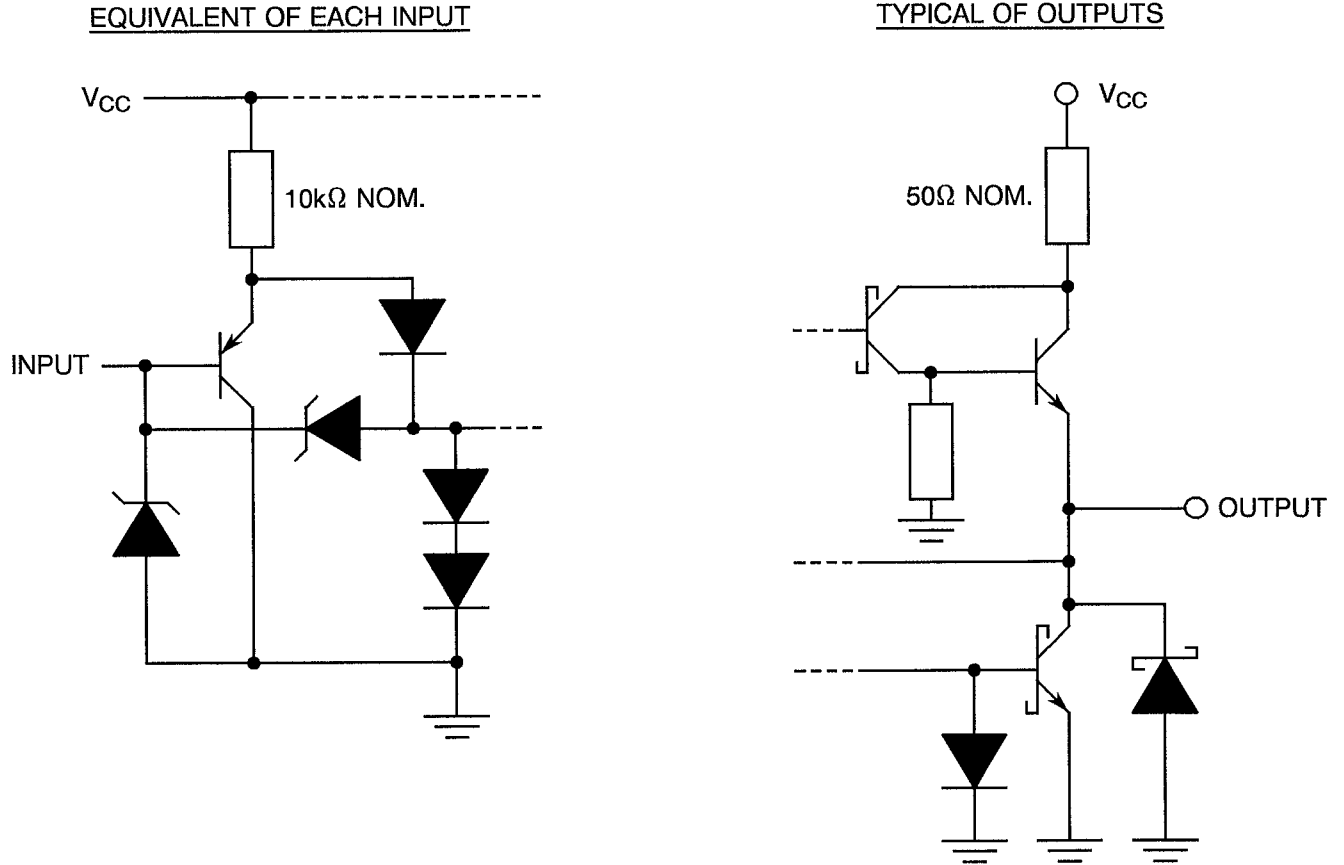 EQUIVALENT OF EACH INPUT
VCC
10kΩ NOM.
INPUT
TYPICAL OF OUTPUTS
VCC
50Ω NOM.
OUTPUT